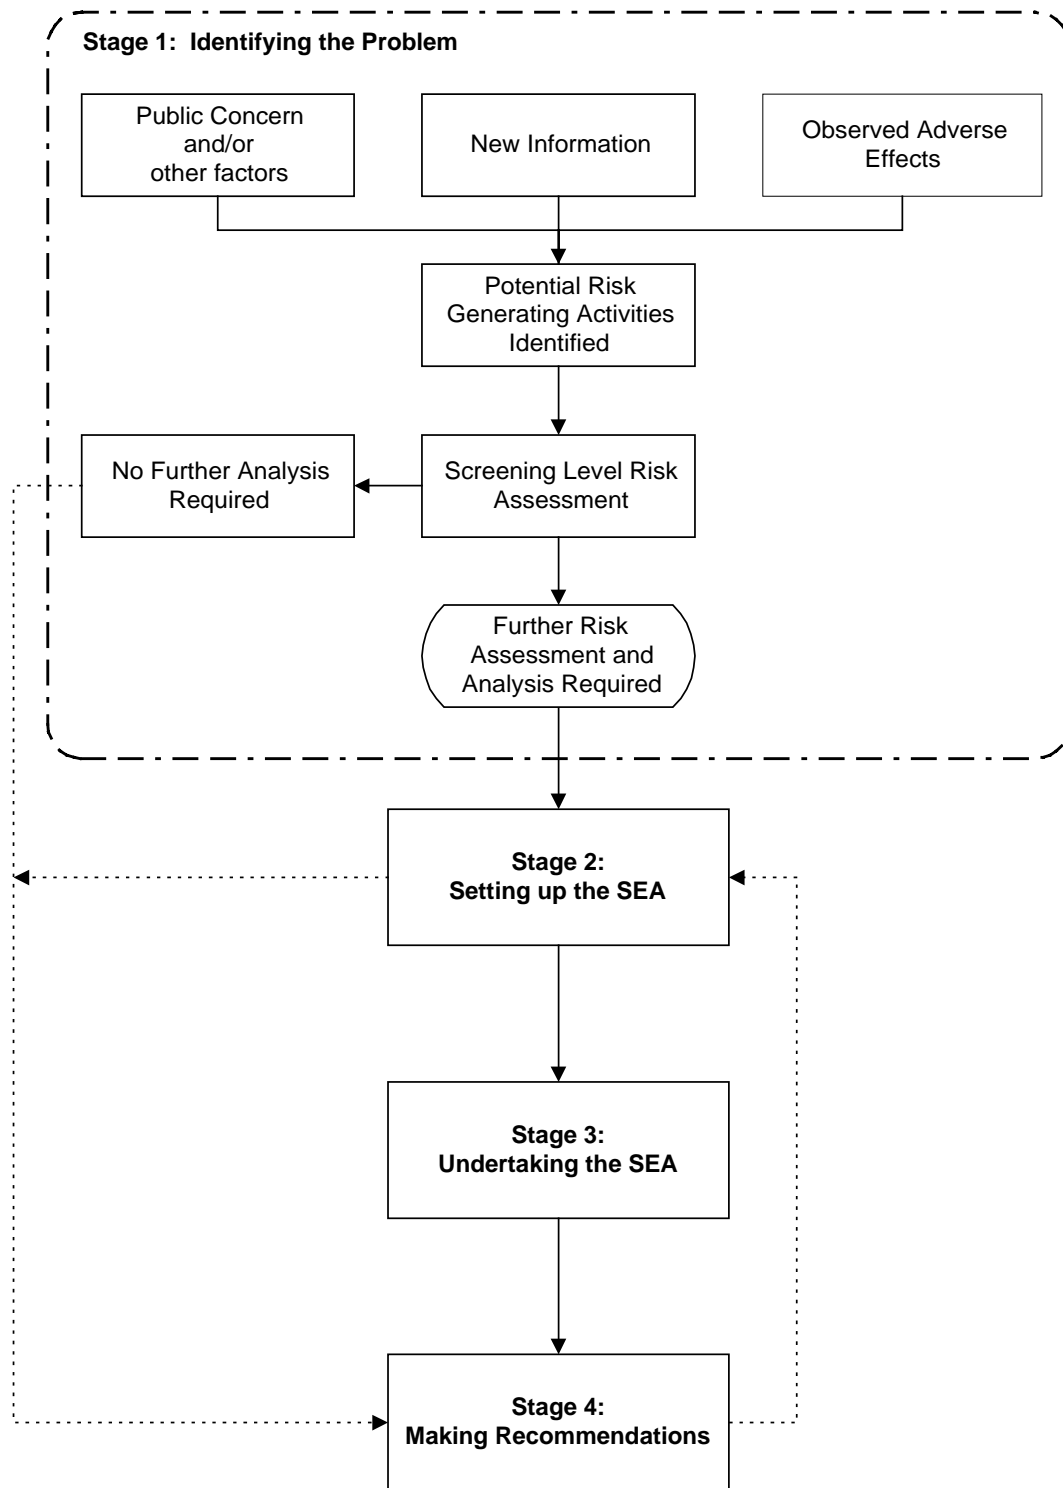 Stage 1:  Identifying the Problem
Public Concern
and/or
other factors
New Information
Observed Adverse
Effects
Potential Risk
Generating Activities
Identified
No Further Analysis
Required
Screening Level Risk
Assessment
Further Risk
Assessment and
Analysis Required
Stage 2:
Setting up the SEA
Stage 3:
Undertaking the SEA
Stage 4:
Making Recommendations